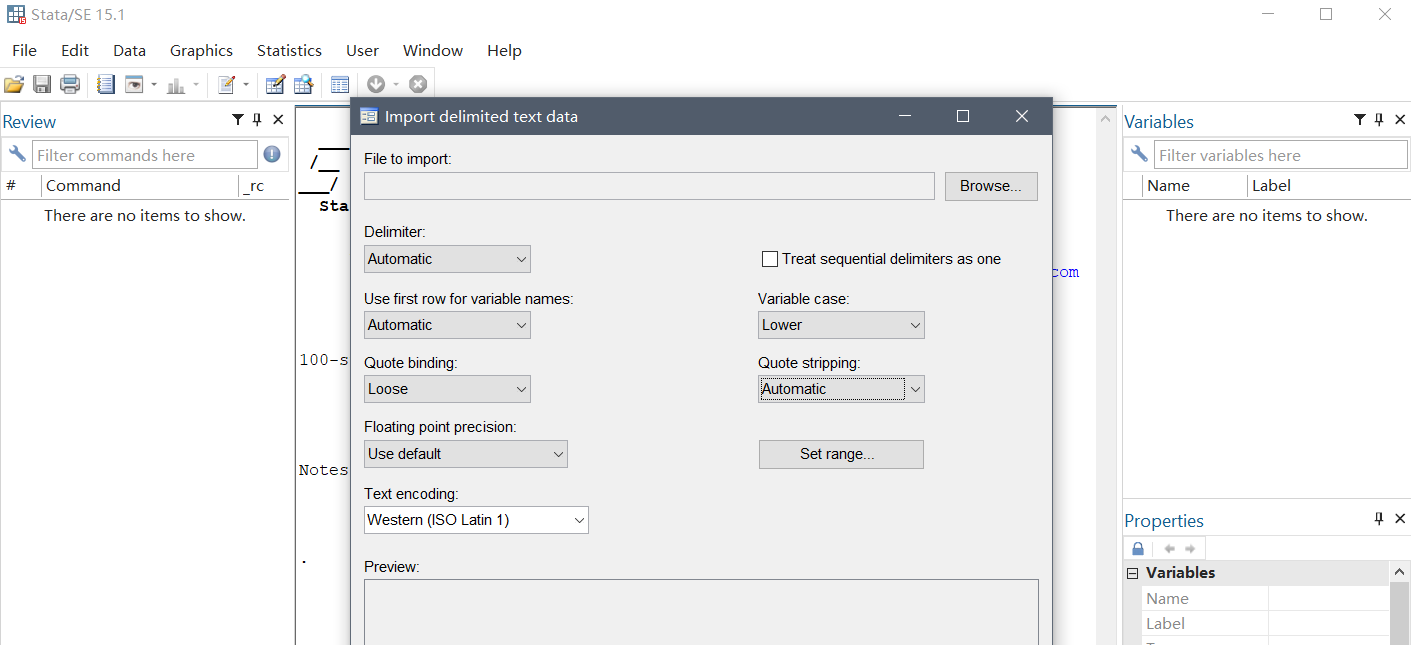 Stata/SE 15.1
File Edit Data Graphics Statistics User Window Help
Review
Filter commands here
# Command _rc
There are no items to show.
Sta
com
100-s
Notes
.
Import delimited text data
File to import:
Browse...
Delimiter:
Automatic
Treat sequential delimiters as one
Use first row for variable names:
Variable case:
Automatic
Lower
Quote binding:
Quote stripping:
Loose
Automatic
Floating point precision:
Use default
Set range...
Text encoding:
Western (ISO Latin 1)
Preview:
Variables
Filter variables here
Name Label
There are no items to show.
Properties
Variables
Name
Label